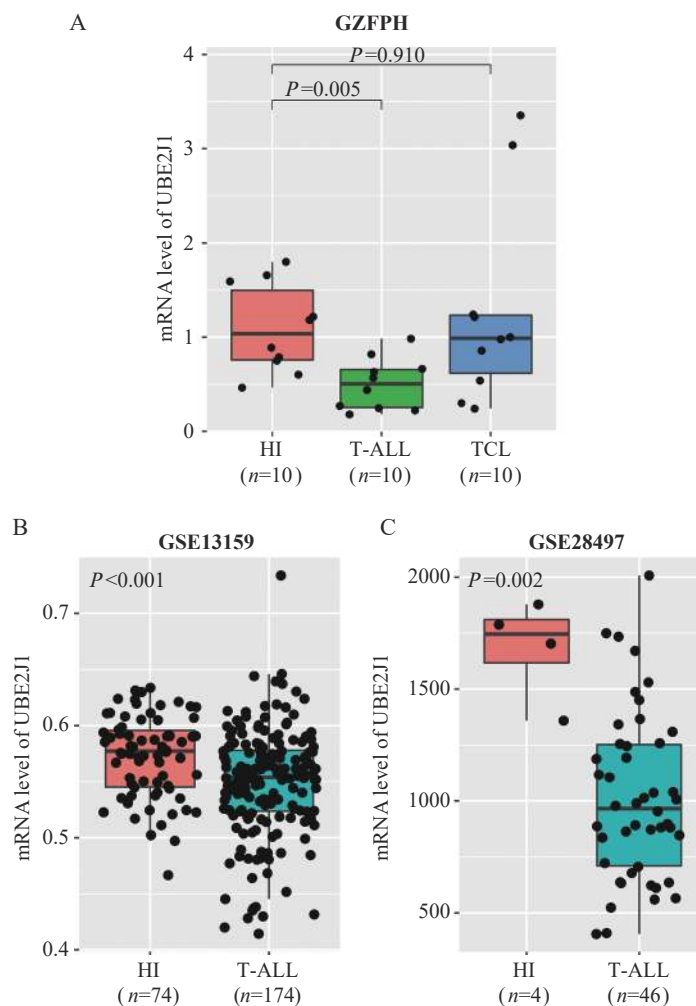 A
GZFPH
mRNA level of UBE2J1
4
3
2
1
0
P=0.910
P=0.005
HI T-ALL TCL
(n=10) (n=10) (n=10)
B
GSE13159
mRNA level of UBE2J1
P<0.001
0.7
0.6
0.5
0.4
HI T-ALL
(n=74) (n=174)
C
GSE28497
mRNA level of UBE2J1
P=0.002
2000
1500
1000
500
HI T-ALL
(n=4) (n=46)